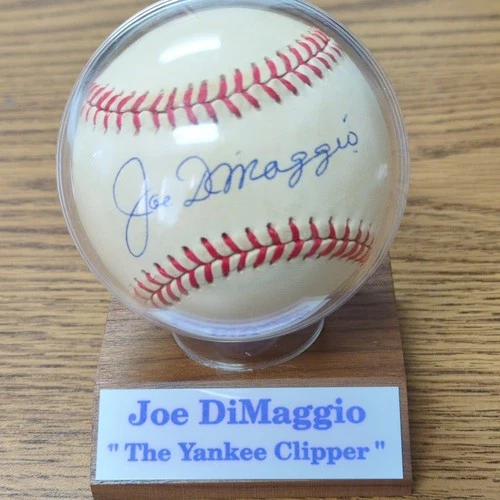 Joe DiMaggio
Joe DiMaggio
" The Yankee Clipper "